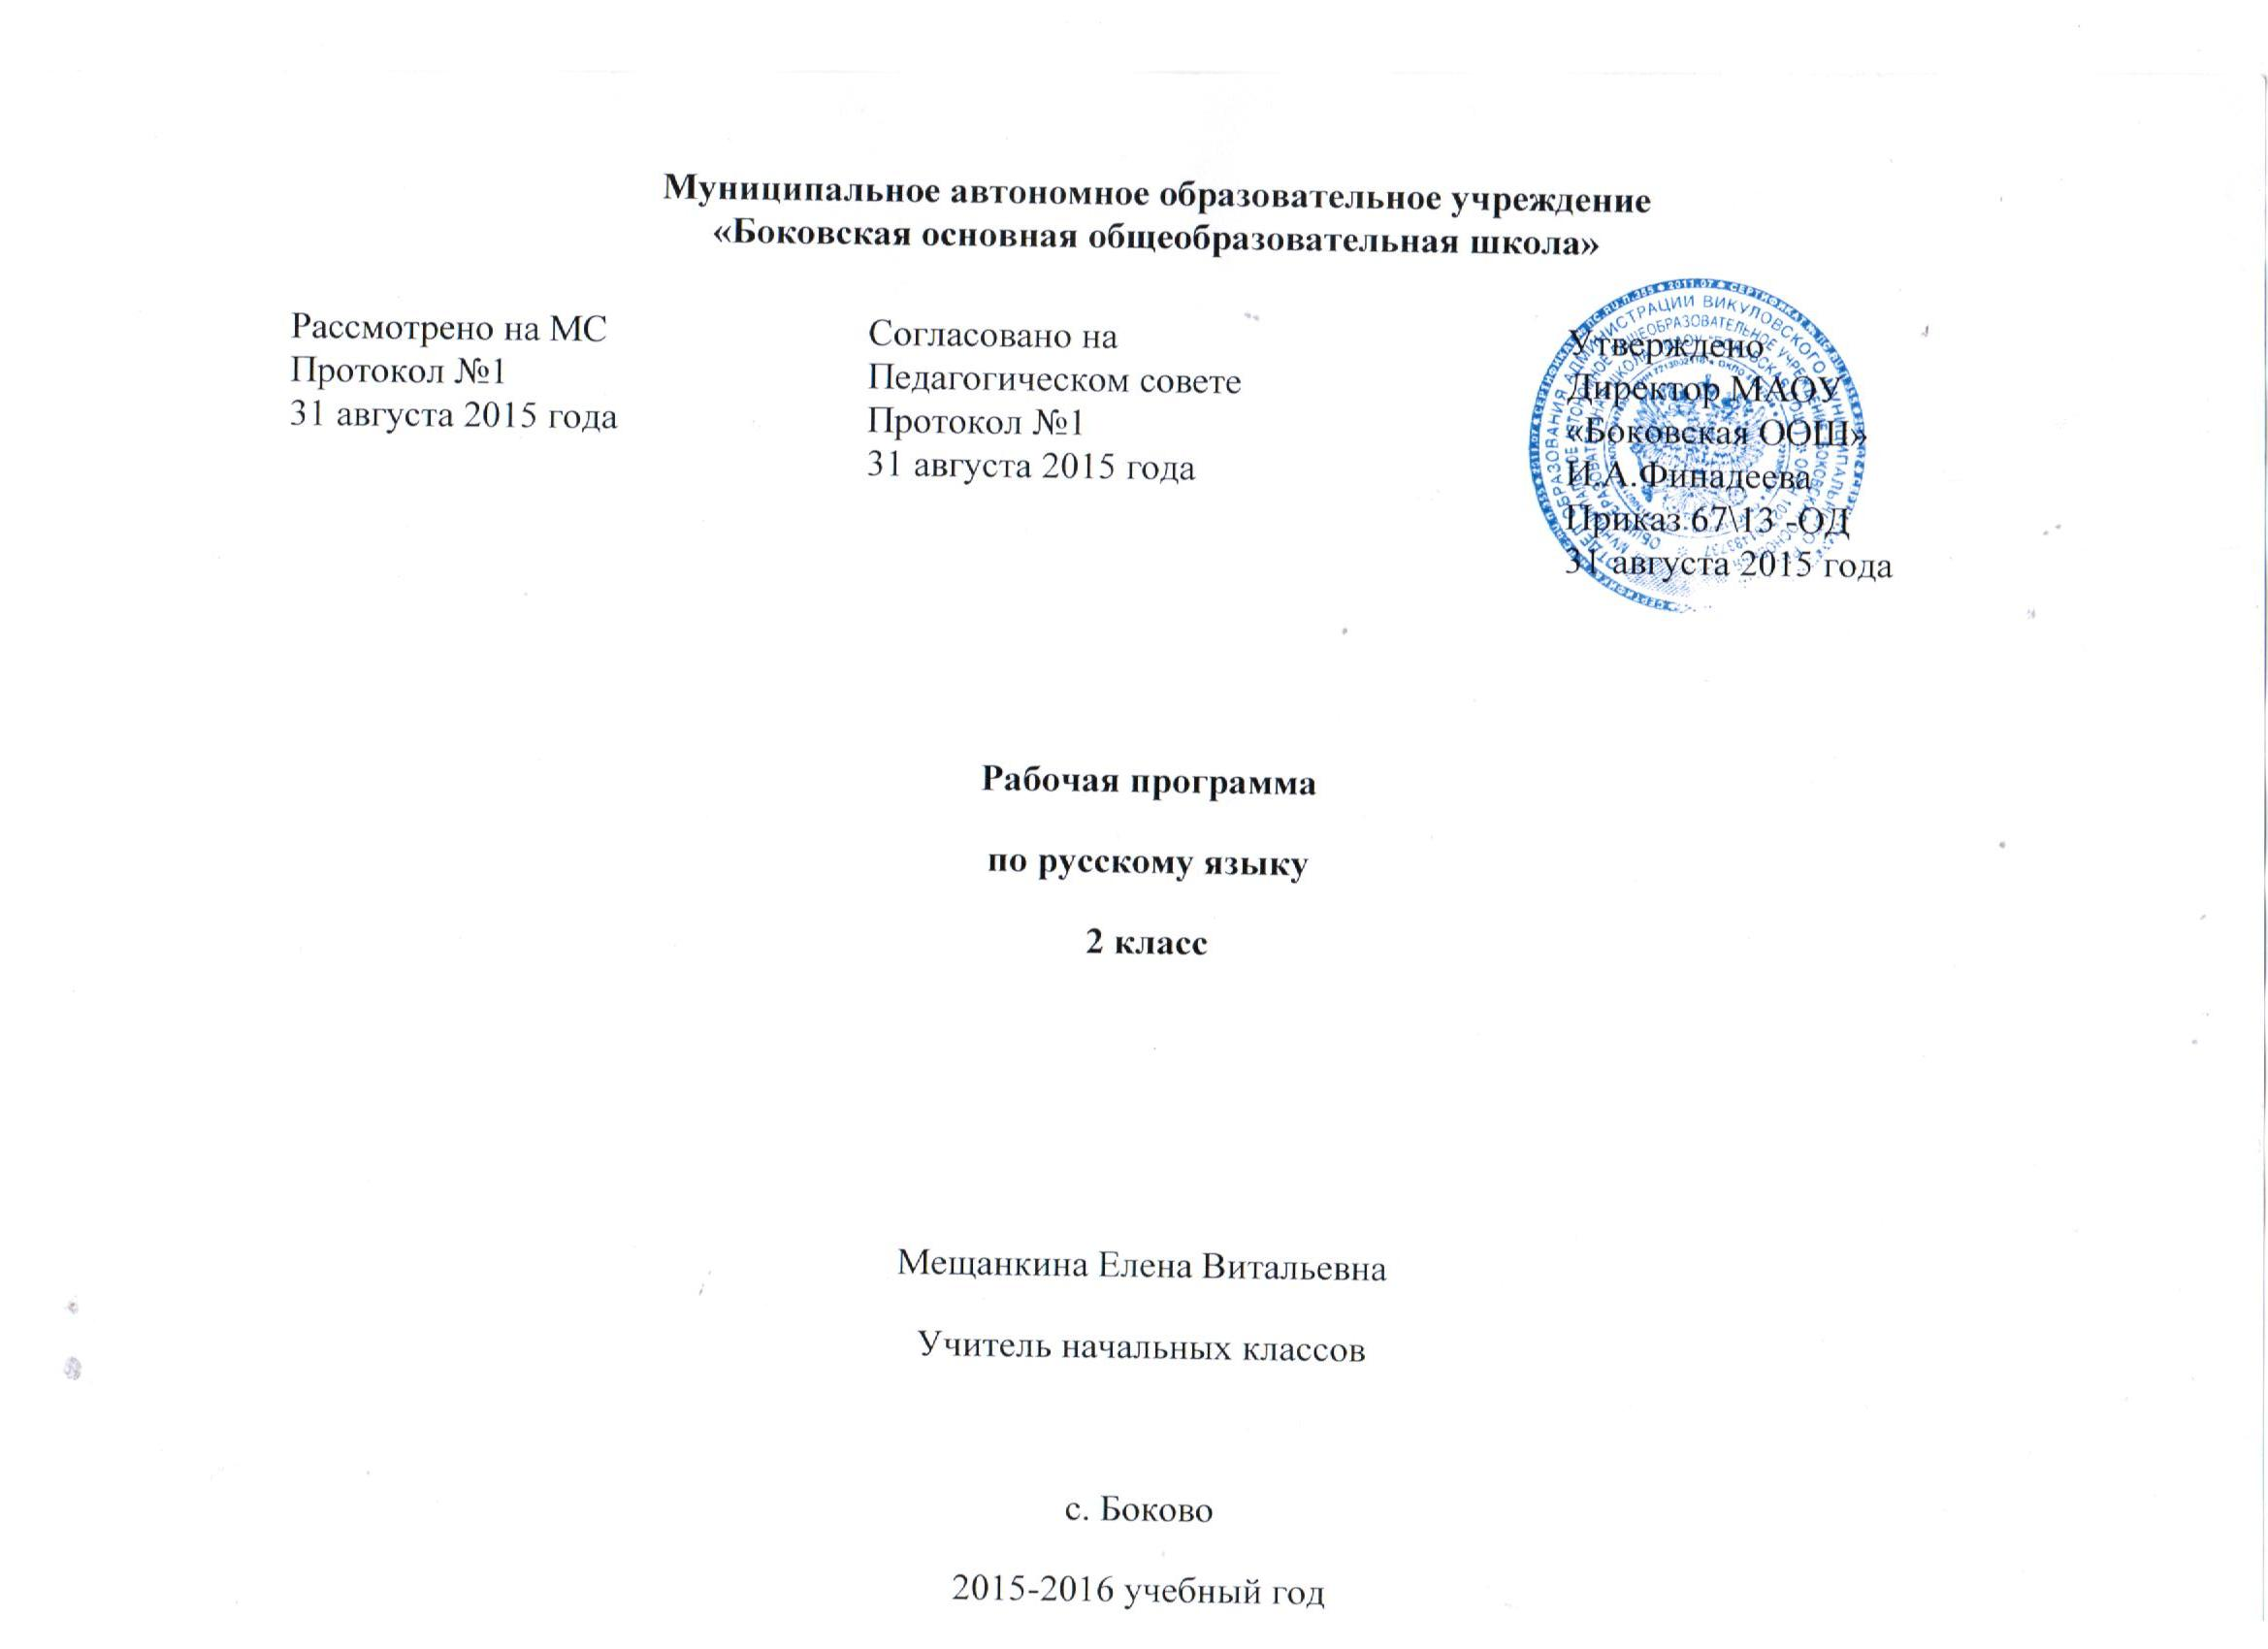 Муниципальное автономное образовательное учреждение
«Боковская основная общеобразовательная школа»
Рассмотрено на МС
Протокол №1
31 августа 2015 года
Согласовано на
Педагогическом совете
Протокол №1
31 августа 2015 года
Утверждено
Директор МАОУ
«Боковская ООШ»
И.А.Финадеева
Приказ 67\13 -ОД
31 августа 2015 года
Рабочая программа
по русскому языку
2 класс
Мещанкина Елена Витальевна
Учитель начальных классов
с. Боково
2015-2016 учебный год